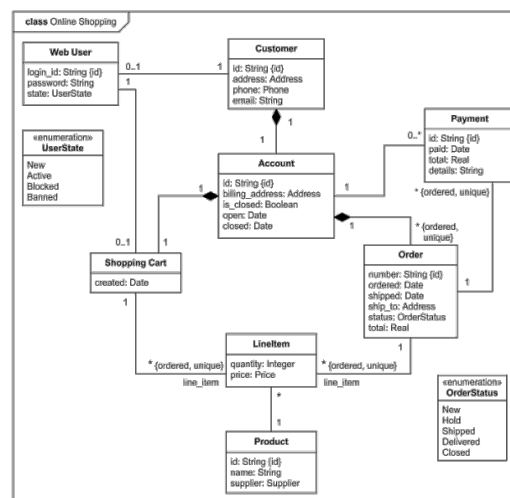 class Online Shopping
Web User
login_id: String {id}
password: String
state: UserState
0..1
1
1
Customer
id: String {id}
address: Address
phone: Phone
email: String
1
«enumeration»
UserState
New
Active
Blocked
Banned
Account
id: String {id}
billing_address: Address
is_closed: Boolean
open: Date
closed: Date
1
1
1
1
0..*
Payment
id: String {id}
paid: Date
total: Real
details: String
* {ordered, unique}
* {ordered,
unique}
0..1
1
Shopping Cart
created: Date
1
Order
number: String {id}
ordered: Date
shipped: Date
ship_to: Address
status: OrderStatus
total: Real
1
1
LineItem
quantity: Integer
price: Price
* {ordered, unique}
line_item
* {ordered, unique}
line_item
*
1
Product
id: String {id}
name: String
supplier: Supplier
«enumeration»
OrderStatus
New
Hold
Shipped
Delivered
Closed